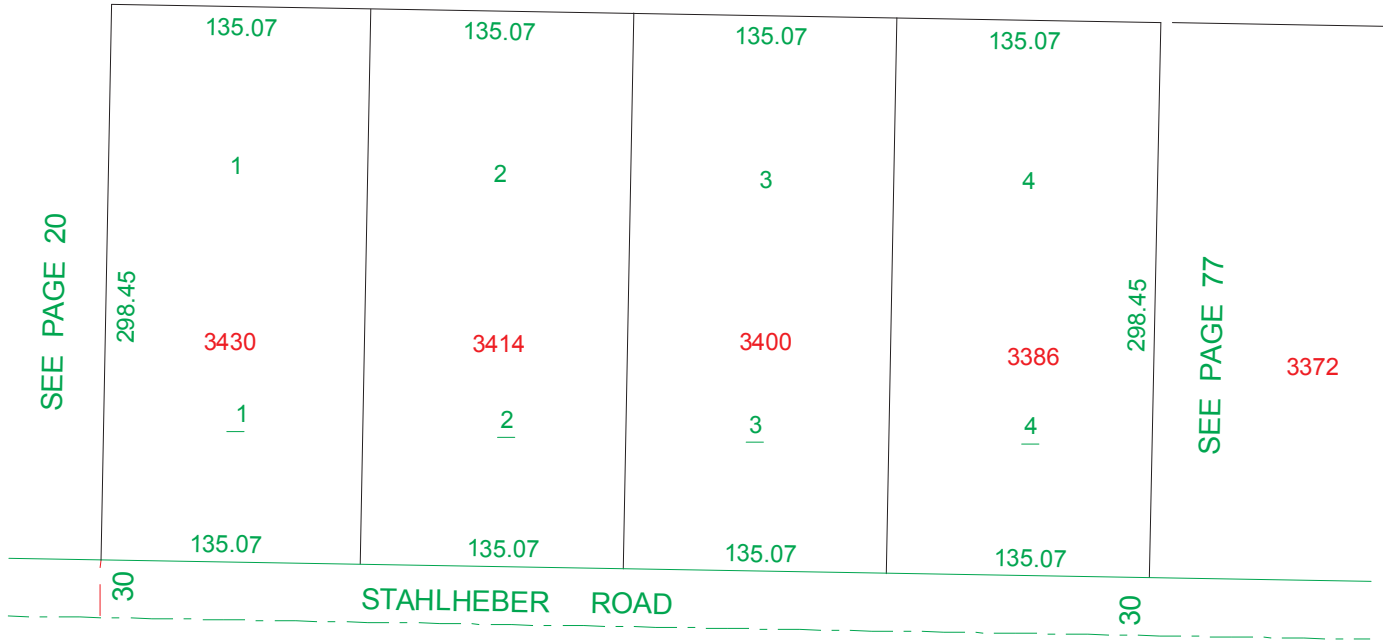 135.07 135.07 135.07 135.07
1 2 3 4
SEE PAGE 20
298.45
298.45
SEE PAGE 77
3430 3414 3400 3386 3372
1 2 3 4
135.07 135.07 135.07 135.07
30 STAHLHEBER ROAD 30